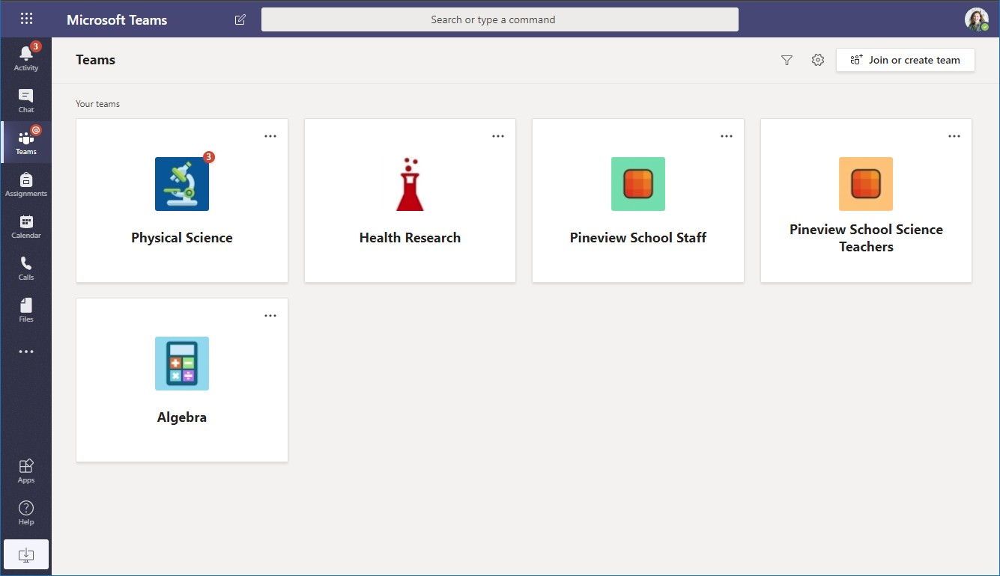 Microsoft Teams
Search or type a command
3
Activity
Chat
@
Teams
Assignments
Calendar
Calls
Files
Apps
Help
Teams
Join or create team
Your teams
3
Physical Science
Health Research
Pineview School Staff
Pineview School Science
Teachers
Algebra